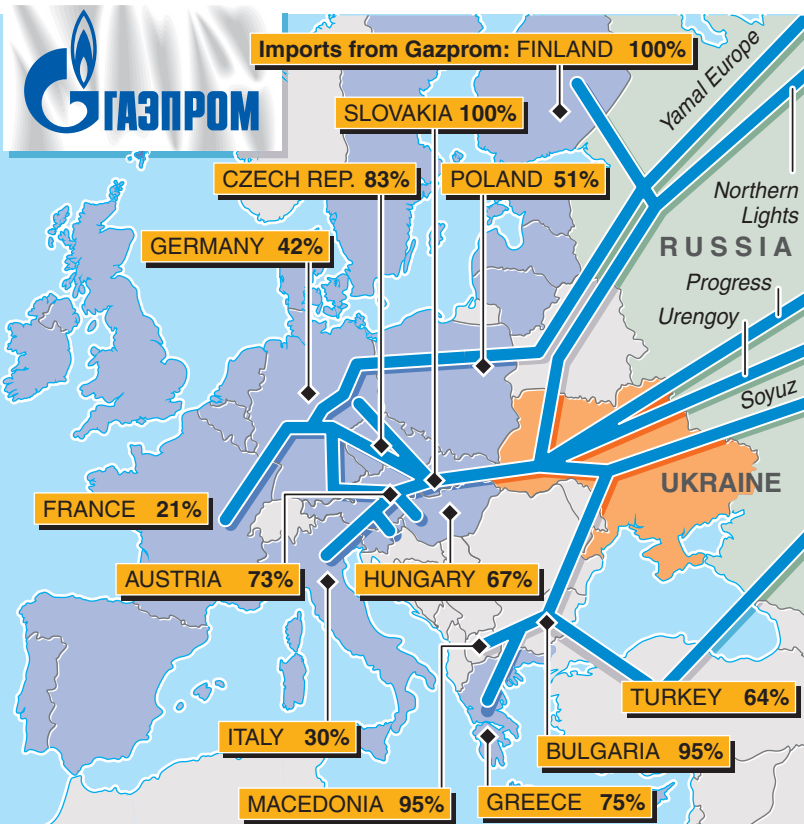 ГАЗПРОМ
Imports from Gazprom: FINLAND 100%
SLOVAKIA 100%
CZECH REP. 83%
POLAND 51%
GERMANY 42%
Yamal Europe
Northern
Lights
RUSSIA
Progress
Urengoy
Soyuz
UKRAINE
FRANCE 21%
AUSTRIA 73%
HUNGARY 67%
TURKEY 64%
ITALY 30%
BULGARIA 95%
MACEDONIA 95%
GREECE 75%